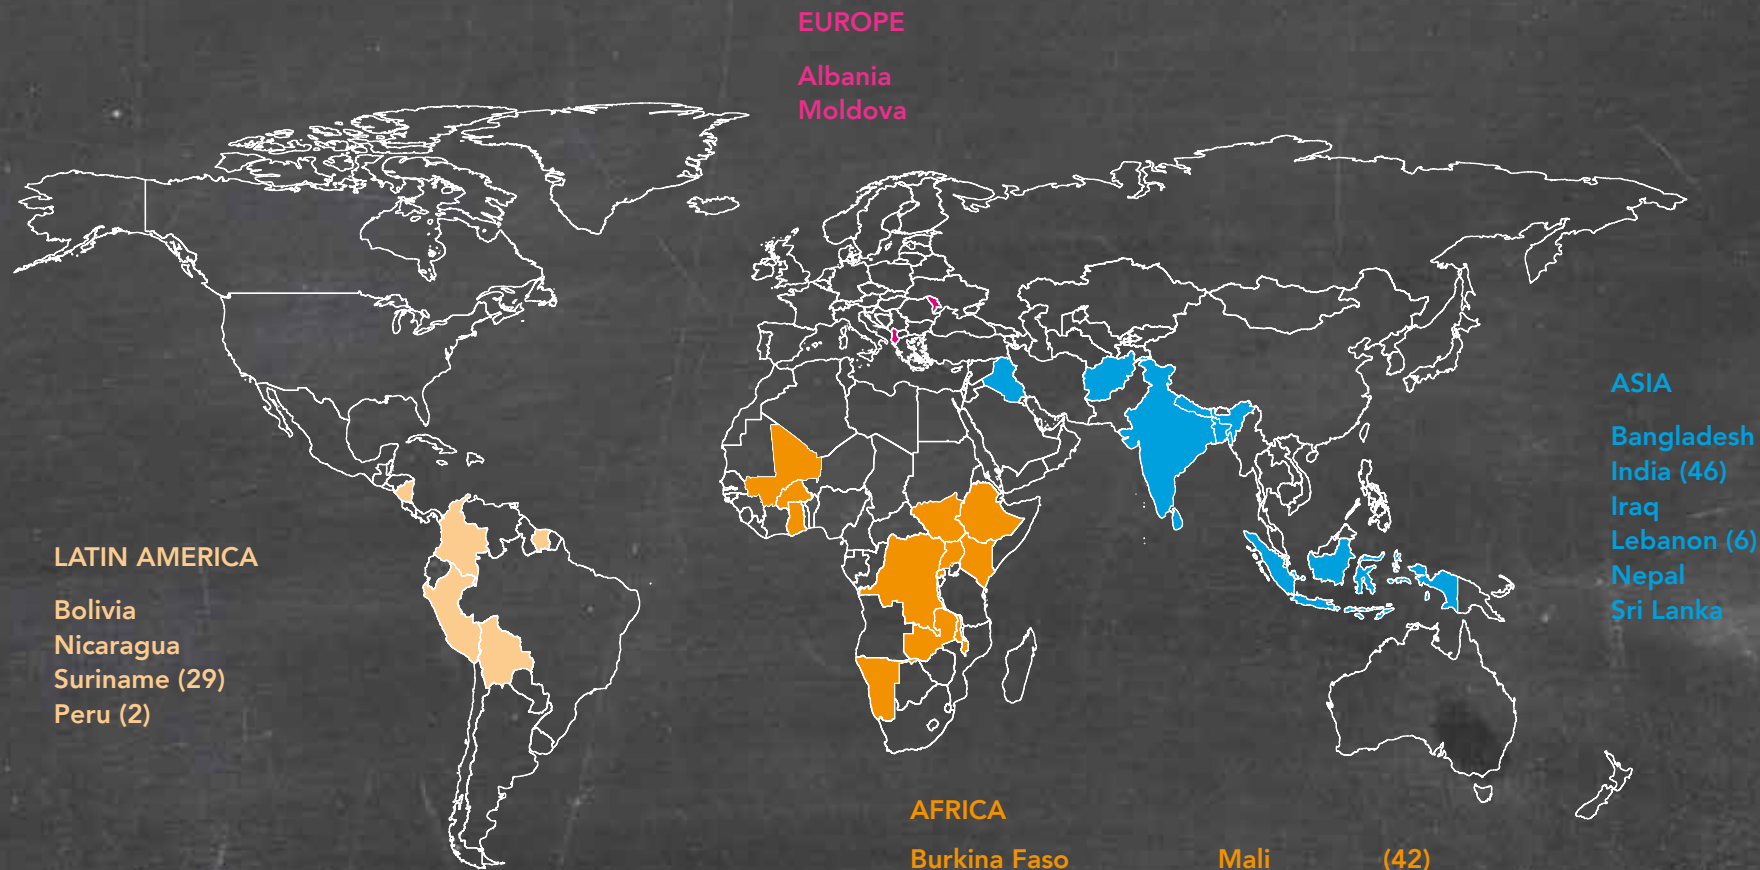 EUROPE
Albania
Moldova
ASIA
Bangladesh
India (46)
Iraq
Lebanon (6)
Nepal
Sri Lanka
LATIN AMERICA
Bolivia
Nicaragua
Suriname (29)
Peru (2)
AFRICA
Burkina Faso Mali (42)